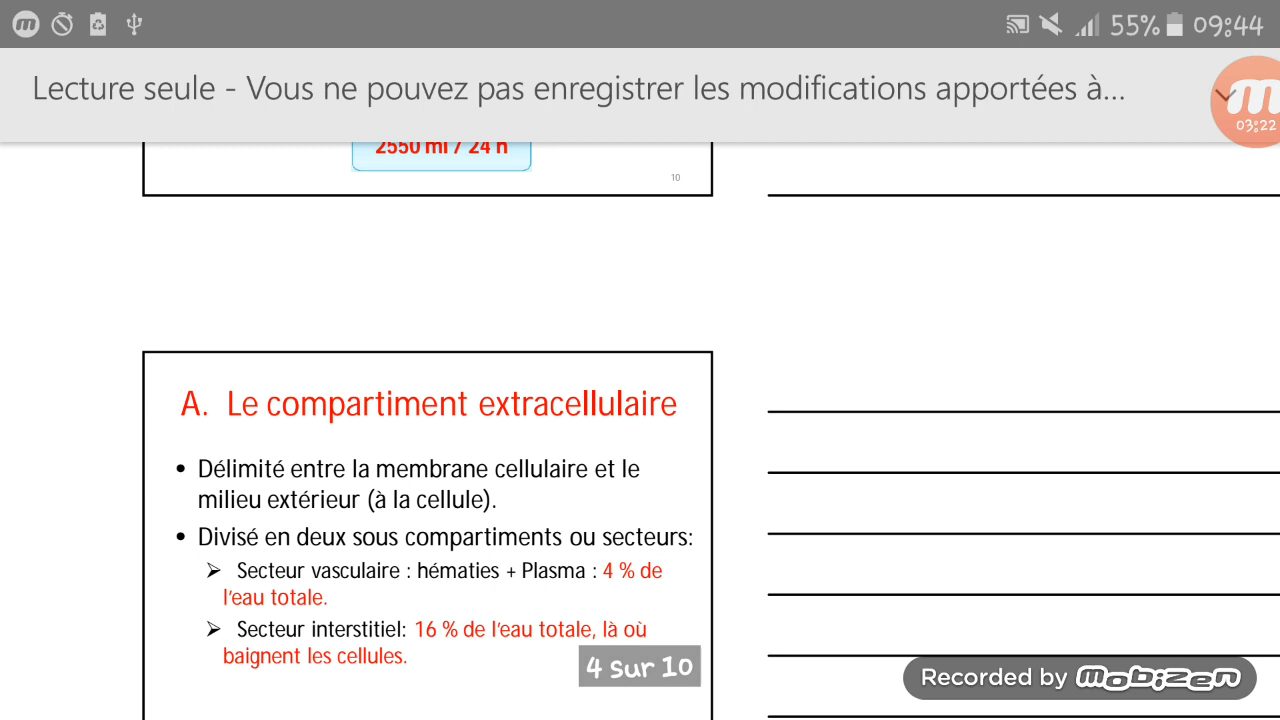 55% 09:44
Lecture seule - Vous ne pouvez pas enregistrer les modifications apportées à...
03:22
2550 ml / 24 h
10
A. Le compartiment extracellulaire
• Délimité entre la membrane cellulaire et le
milieu extérieur (à la cellule).
• Divisé en deux sous compartiments ou secteurs:
➢ Secteur vasculaire : hématies + Plasma : 4 % de
l'eau totale.
➢ Secteur interstitiel: 16 % de l'eau totale, là où
baignent les cellules.
4 sur 10
Recorded by mobizen